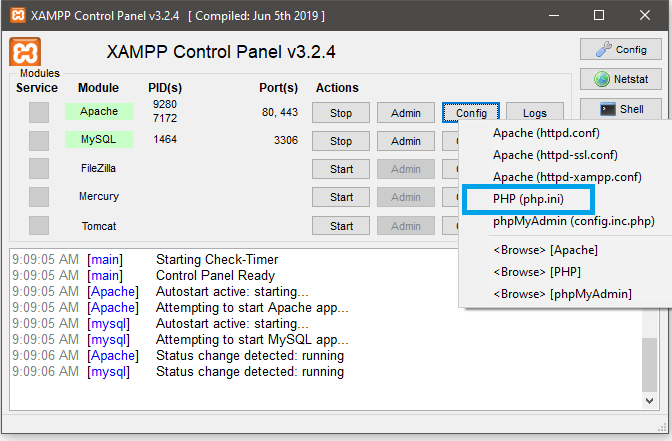 XAMPP Control Panel v3.2.4 [ Compiled: Jun 5th 2019 ]
XAMPP Control Panel v3.2.4
Config
Netstat
Shell
Modules
Service Module PID(s) Port(s) Actions
Apache 9280 7172 80, 443 Stop Admin Config Logs
MySQL 1464 3306 Stop Admin
FileZilla Start Admin
Mercury Start Admin
Tomcat Start Admin
Apache (httpd.conf)
Apache (httpd-ssl.conf)
Apache (httpd-xampp.conf)
PHP (php.ini)
phpMyAdmin (config.inc.php)
<Browse> [Apache]
<Browse> [PHP]
<Browse> [phpMyAdmin]
9:09:05 AM [main] Starting Check-Timer
9:09:05 AM [main] Control Panel Ready
9:09:05 AM [Apache] Autostart active: starting...
9:09:05 AM [Apache] Attempting to start Apache app...
9:09:05 AM [mysql] Autostart active: starting...
9:09:05 AM [mysql] Attempting to start MySQL app...
9:09:06 AM [Apache] Status change detected: running
9:09:06 AM [mysql] Status change detected: running